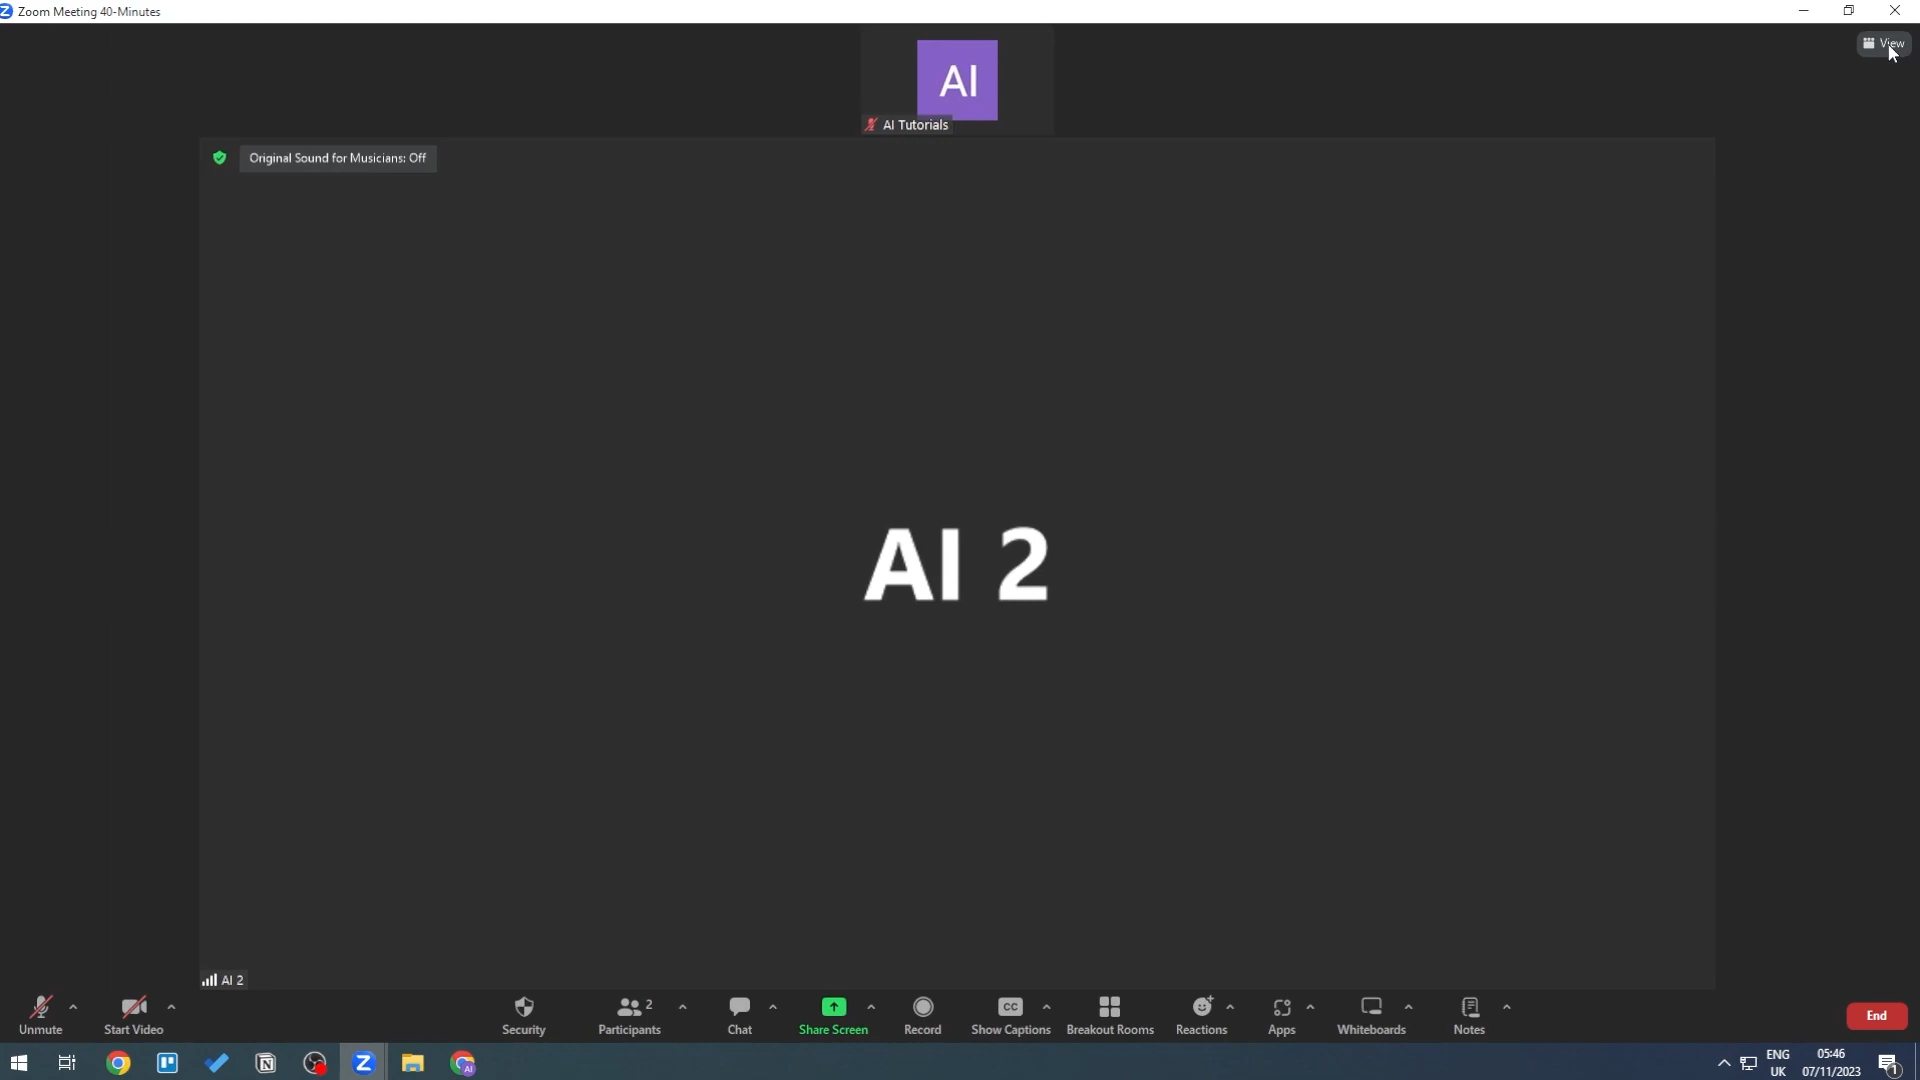 Zoom Meeting 40-Minutes
View
AI
AI Tutorials
Original Sound for Musicians: Off
AI 2
AI 2
2
CC
Unmute
Start Video
Security
Participants
Chat
Share Screen
Record
Show Captions
Breakout Rooms
Reactions
Apps
Whiteboards
Notes
End
ENG
UK
05:46
07/11/2023
1